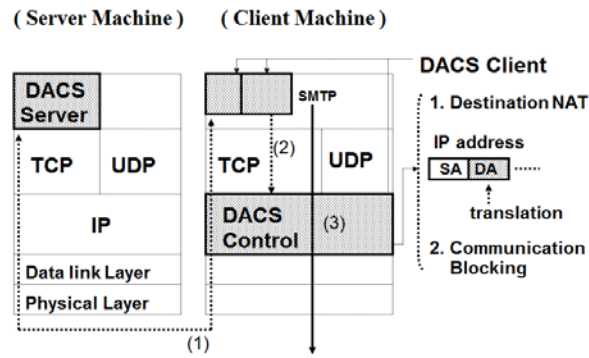 ( Server Machine )
( Client Machine )
DACS
Server
TCP
UDP
IP
Data link Layer
Physical Layer
(1)
SMTP
(2)
TCP
UDP
DACS
Control
(3)
DACS Client
1. Destination NAT
IP address
SA
DA
translation
2. Communication
Blocking